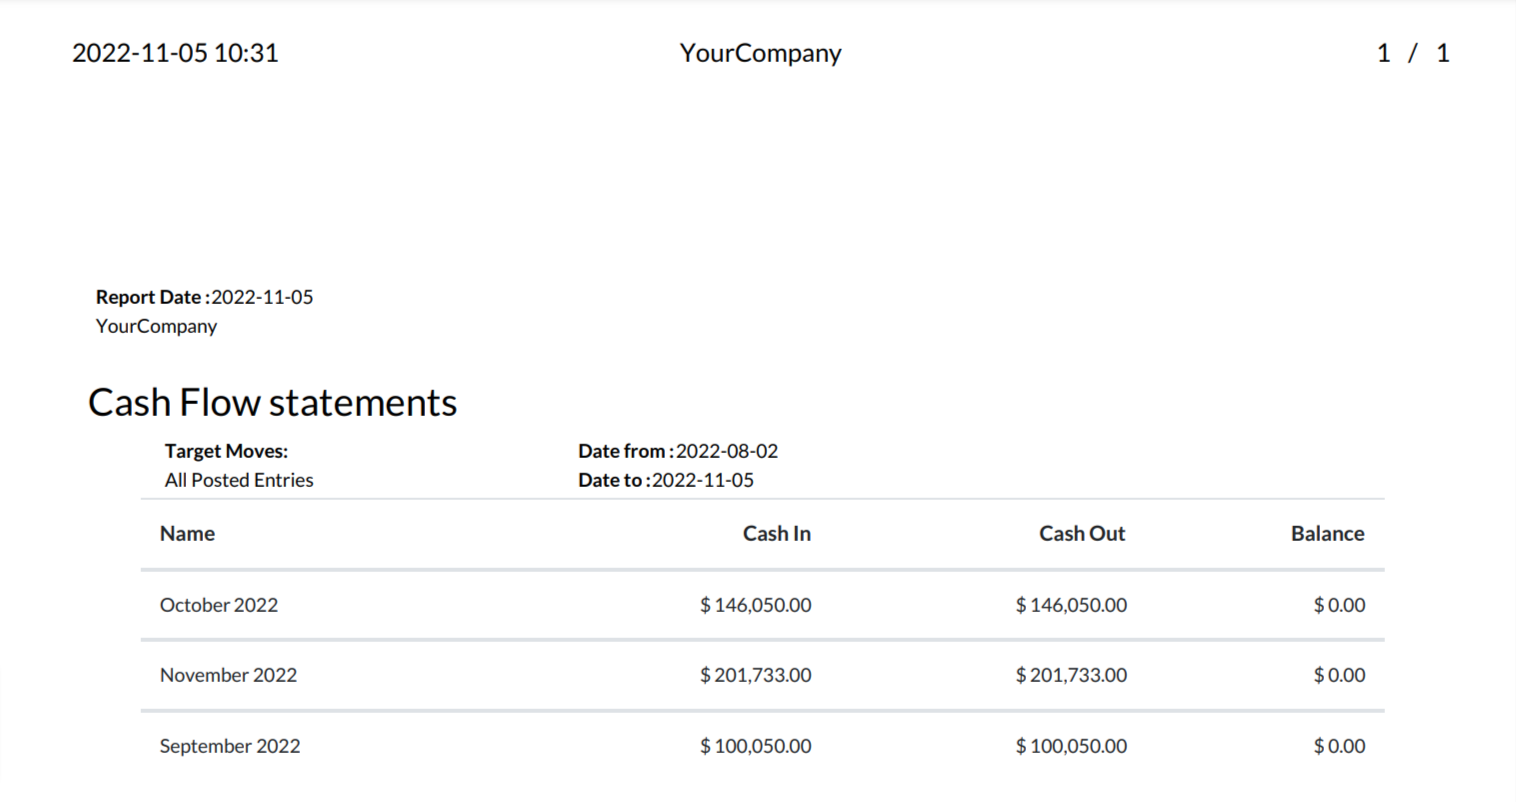 2022-11-05 10:31 YourCompany 1 / 1
Report Date :2022-11-05
YourCompany
Cash Flow statements
Target Moves: Date from :2022-08-02
All Posted Entries Date to :2022-11-05
Name Cash In Cash Out Balance
October 2022 $ 146,050.00 $ 146,050.00 $ 0.00
November 2022 $ 201,733.00 $ 201,733.00 $ 0.00
September 2022 $ 100,050.00 $ 100,050.00 $ 0.00